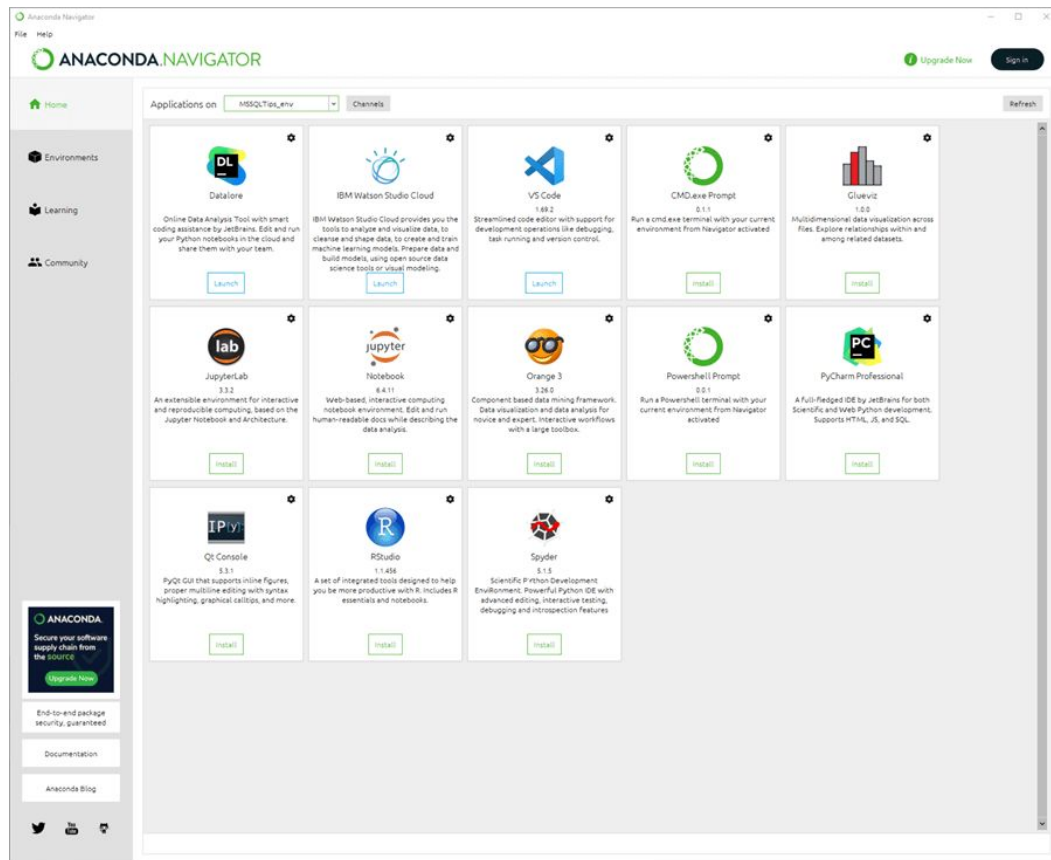 Anaconda Navigator
File Help
ANACONDA.NAVIGATOR
Upgrade Now
Sign in
Home
Environments
Learning
Community
Applications on
MSSQLTips_env
Channels
Refresh
DL
Datalore
Online Data Analysis Tool with smart
coding assistance by JetBrains. Edit and run
your Python notebooks in the cloud and
share them with your team.
Launch
IBM Watson Studio Cloud
IBM Watson Studio Cloud provides you the
tools to analyze and visualize data, to
cleanse and shape data, to create and train
machine learning models. Prepare data and
build models, using open source data
science tools or visual modeling.
Launch
VS Code
1.69.2
Streamlined code editor with support for
development operations like debugging,
task running and version control.
Launch
CMD.exe Prompt
0.1.1
Run a cmd.exe terminal with your current
environment from Navigator activated
Install
Glueviz
1.0.0
Multidimensional data visualization across
files. Explore relationships within and
among related datasets.
Install
lab
JupyterLab
3.3.2
An extensible environment for interactive
and reproducible computing, based on the
Jupyter Notebook and Architecture.
Install
jupyter
Notebook
6.4.11
Web-based, interactive computing
notebook environment. Edit and run
human-readable docs while describing the
data analysis.
Install
Orange 3
3.26.0
Component based data mining framework.
Data visualization and data analysis for
novice and expert. Interactive workflows
with a large toolbox.
Install
Powershell Prompt
0.0.1
Run a Powershell terminal with your
current environment from Navigator
activated
Install
PC
PyCharm Professional
A full-fledged IDE by JetBrains for both
Scientific and Web Python development.
Supports HTML, JS, and SQL.
Install
IP[y]:
Qt Console
5.3.1
PyQt GUI that supports inline figures,
proper multiline editing with syntax
highlighting, graphical calltips, and more.
Install
R
RStudio
1.1.456
A set of integrated tools designed to help
you be more productive with R. Includes R
essentials and notebooks.
Install
Spyder
5.1.5
Scientific PYthon Development
EnviRonment. Powerful Python IDE with
advanced editing, interactive testing,
debugging and introspection features
Install
ANACONDA.
Secure your software
supply chain from
the source
Upgrade Now
End-to-end package
security, guaranteed
Documentation
Anaconda Blog
You
Tube